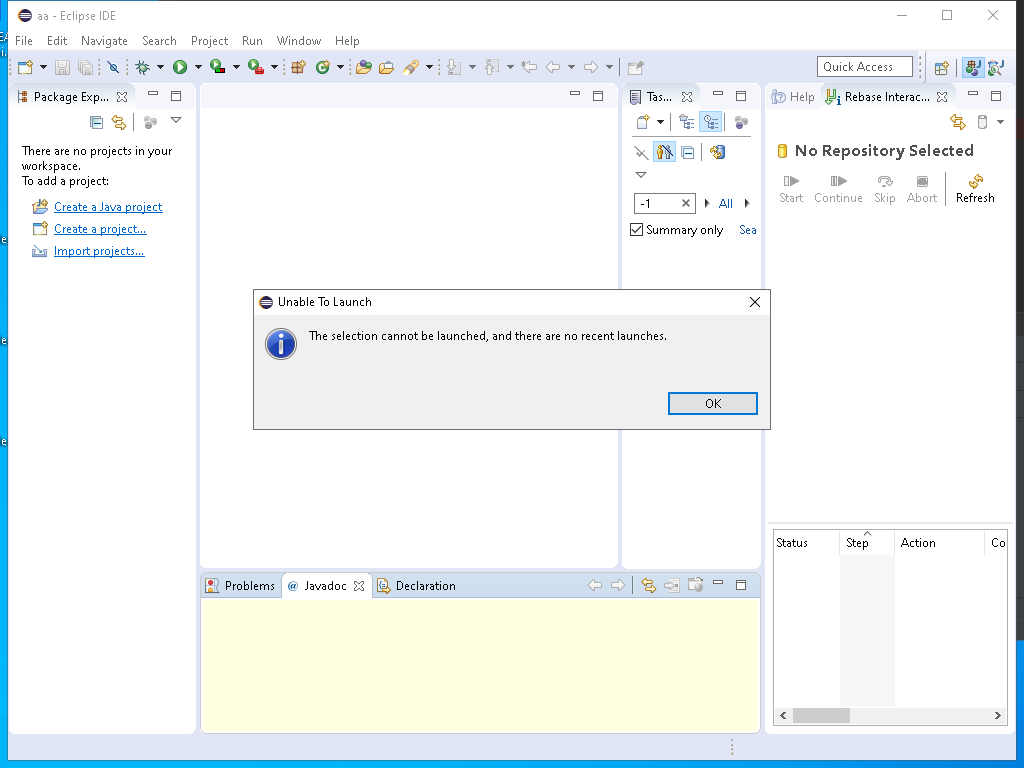 aa - Eclipse IDE
File Edit Navigate Search Project Run Window Help
Quick Access
Package Exp...
Tas...
Help
Rebase Interac...
There are no projects in your
workspace.
To add a project:
Create a Java project
Create a project...
Import projects...
-1
All
Summary only
Sea
No Repository Selected
Start Continue Skip Abort Refresh
Unable To Launch
The selection cannot be launched, and there are no recent launches.
OK
Status Step Action Co
Problems
@ Javadoc
Declaration